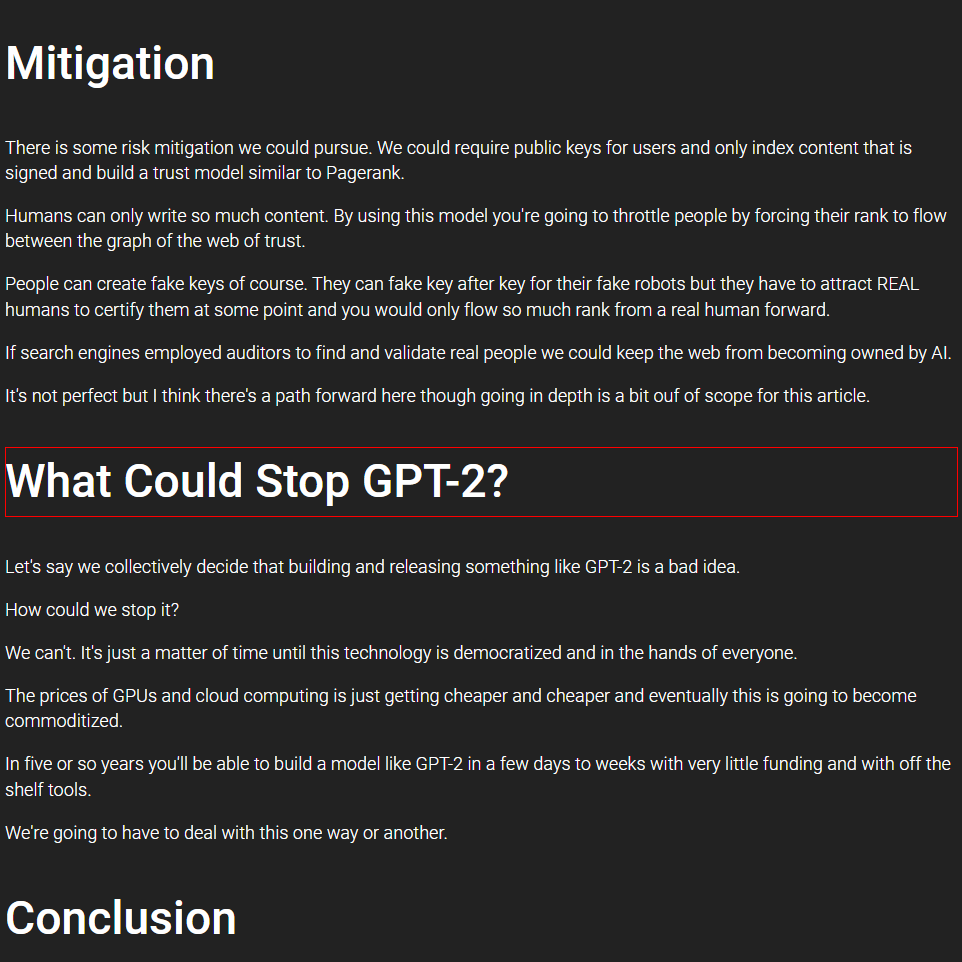 Mitigation
There is some risk mitigation we could pursue. We could require public keys for users and only index content that is
signed and build a trust model similar to Pagerank.
Humans can only write so much content. By using this model you're going to throttle people by forcing their rank to flow
between the graph of the web of trust.
People can create fake keys of course. They can fake key after key for their fake robots but they have to attract REAL
humans to certify them at some point and you would only flow so much rank from a real human forward.
If search engines employed auditors to find and validate real people we could keep the web from becoming owned by AI.
It's not perfect but I think there's a path forward here though going in depth is a bit ouf of scope for this article.
What Could Stop GPT-2?
Let's say we collectively decide that building and releasing something like GPT-2 is a bad idea.
How could we stop it?
We can't. It's just a matter of time until this technology is democratized and in the hands of everyone.
The prices of GPUs and cloud computing is just getting cheaper and cheaper and eventually this is going to become
commoditized.
In five or so years you'll be able to build a model like GPT-2 in a few days to weeks with very little funding and with off the
shelf tools.
We're going to have to deal with this one way or another.
Conclusion